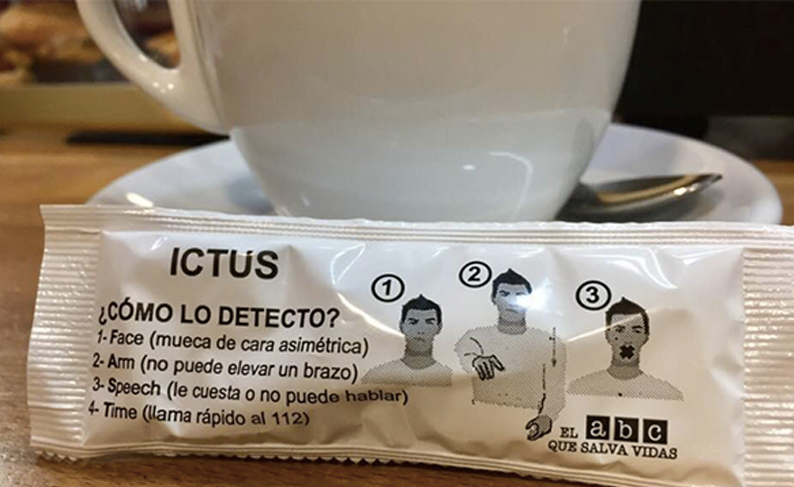 ICTUS
¿CÓMO LO DETECTO?
1- Face (mueca de cara asimétrica)
2- Arm (no puede elevar un brazo)
3- Speech (le cuesta o no puede hablar)
4- Time (llama rápido al 112)
1
2
3
EL abc
QUE SALVA VIDAS